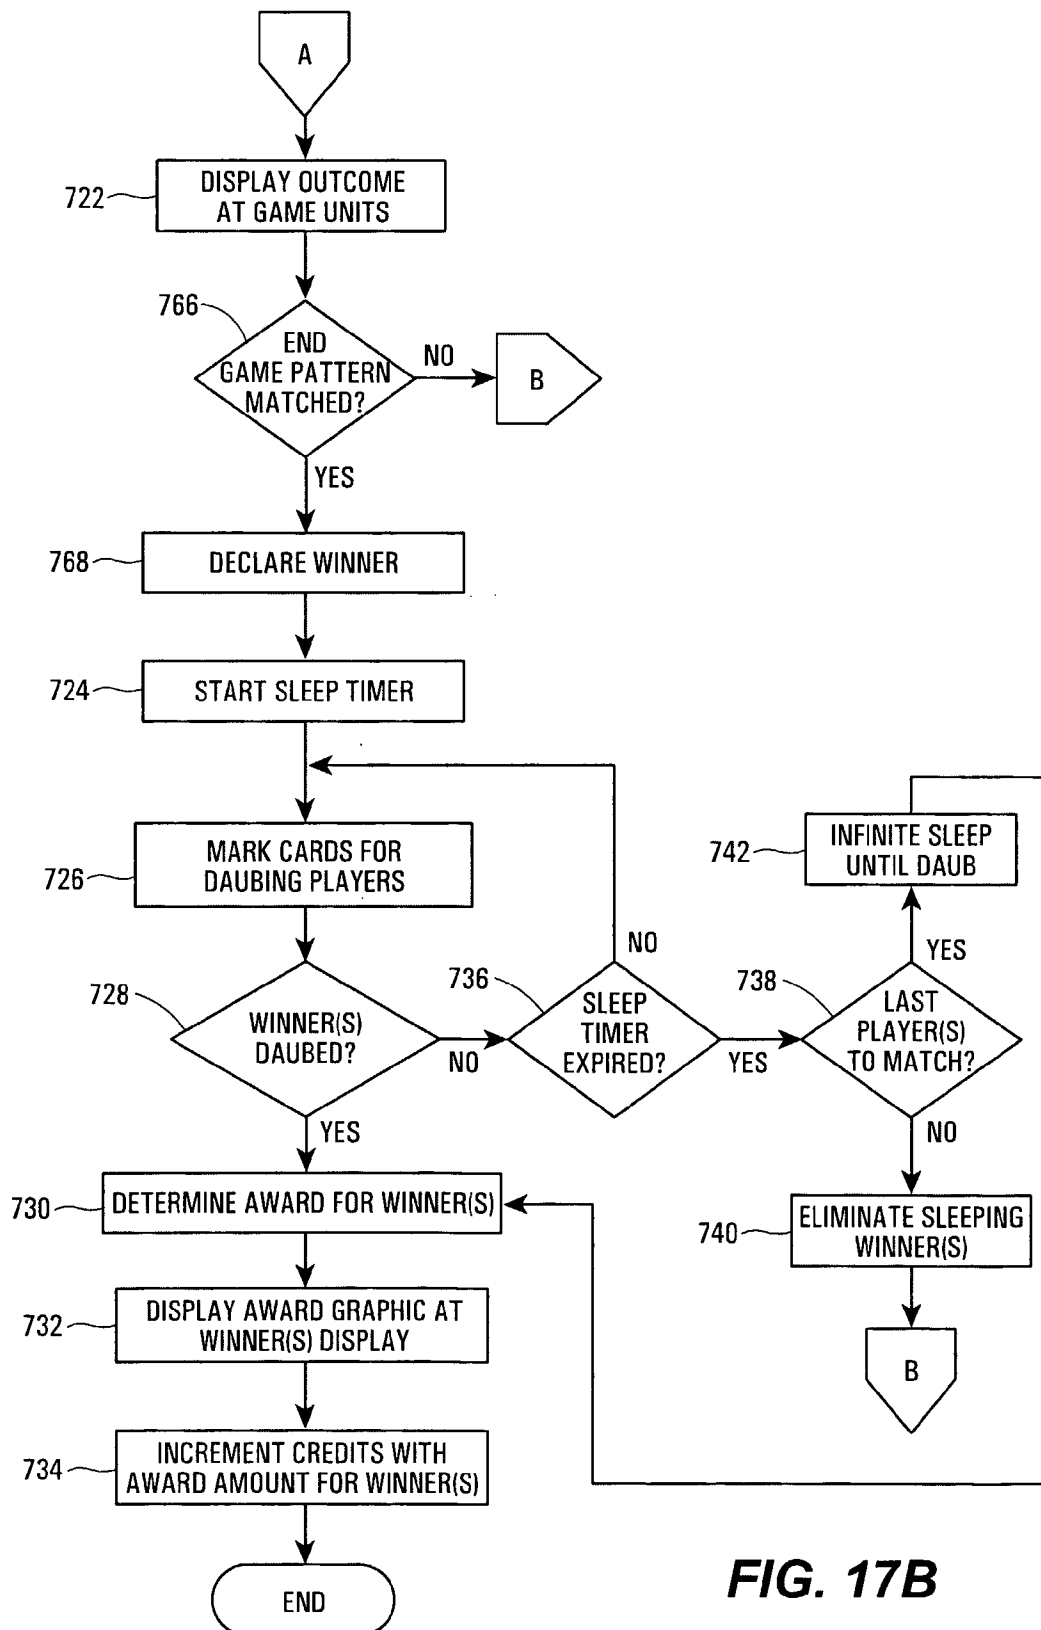 A
722
DISPLAY OUTCOME
AT GAME UNITS
766
END
GAME PATTERN
MATCHED?
NO
B
YES
768
DECLARE WINNER
724
START SLEEP TIMER
726
MARK CARDS FOR
DAUBING PLAYERS
742
INFINITE SLEEP
UNTIL DAUB
728
WINNER(S)
DAUBED?
NO
YES
736
SLEEP
TIMER
EXPIRED?
NO
YES
738
LAST
PLAYER(S)
TO MATCH?
YES
NO
730
DETERMINE AWARD FOR WINNER(S)
740
ELIMINATE SLEEPING
WINNER(S)
732
DISPLAY AWARD GRAPHIC AT
WINNER(S) DISPLAY
B
734
INCREMENT CREDITS WITH
AWARD AMOUNT FOR WINNER(S)
END
FIG. 17B